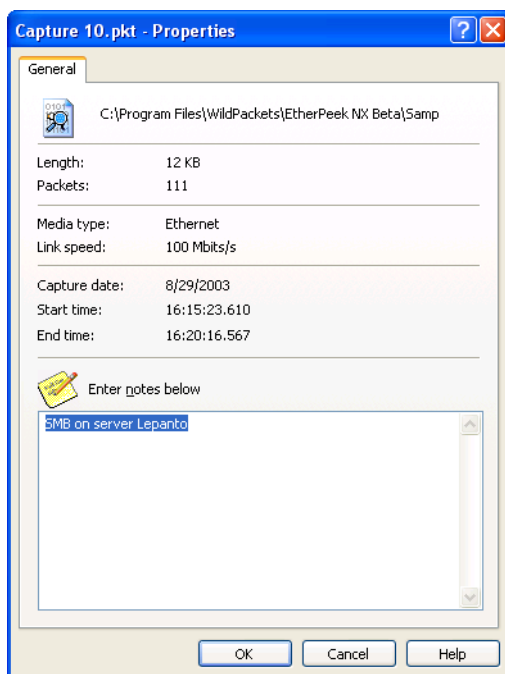 Capture 10.pkt - Properties
General
C:\Program Files\WildPackets\EtherPeek NX Beta\Samp
Length: 12 KB
Packets: 111
Media type: Ethernet
Link speed: 100 Mbits/s
Capture date: 8/29/2003
Start time: 16:15:23.610
End time: 16:20:16.567
Enter notes below
SMB on server Lepanto
OK Cancel Help